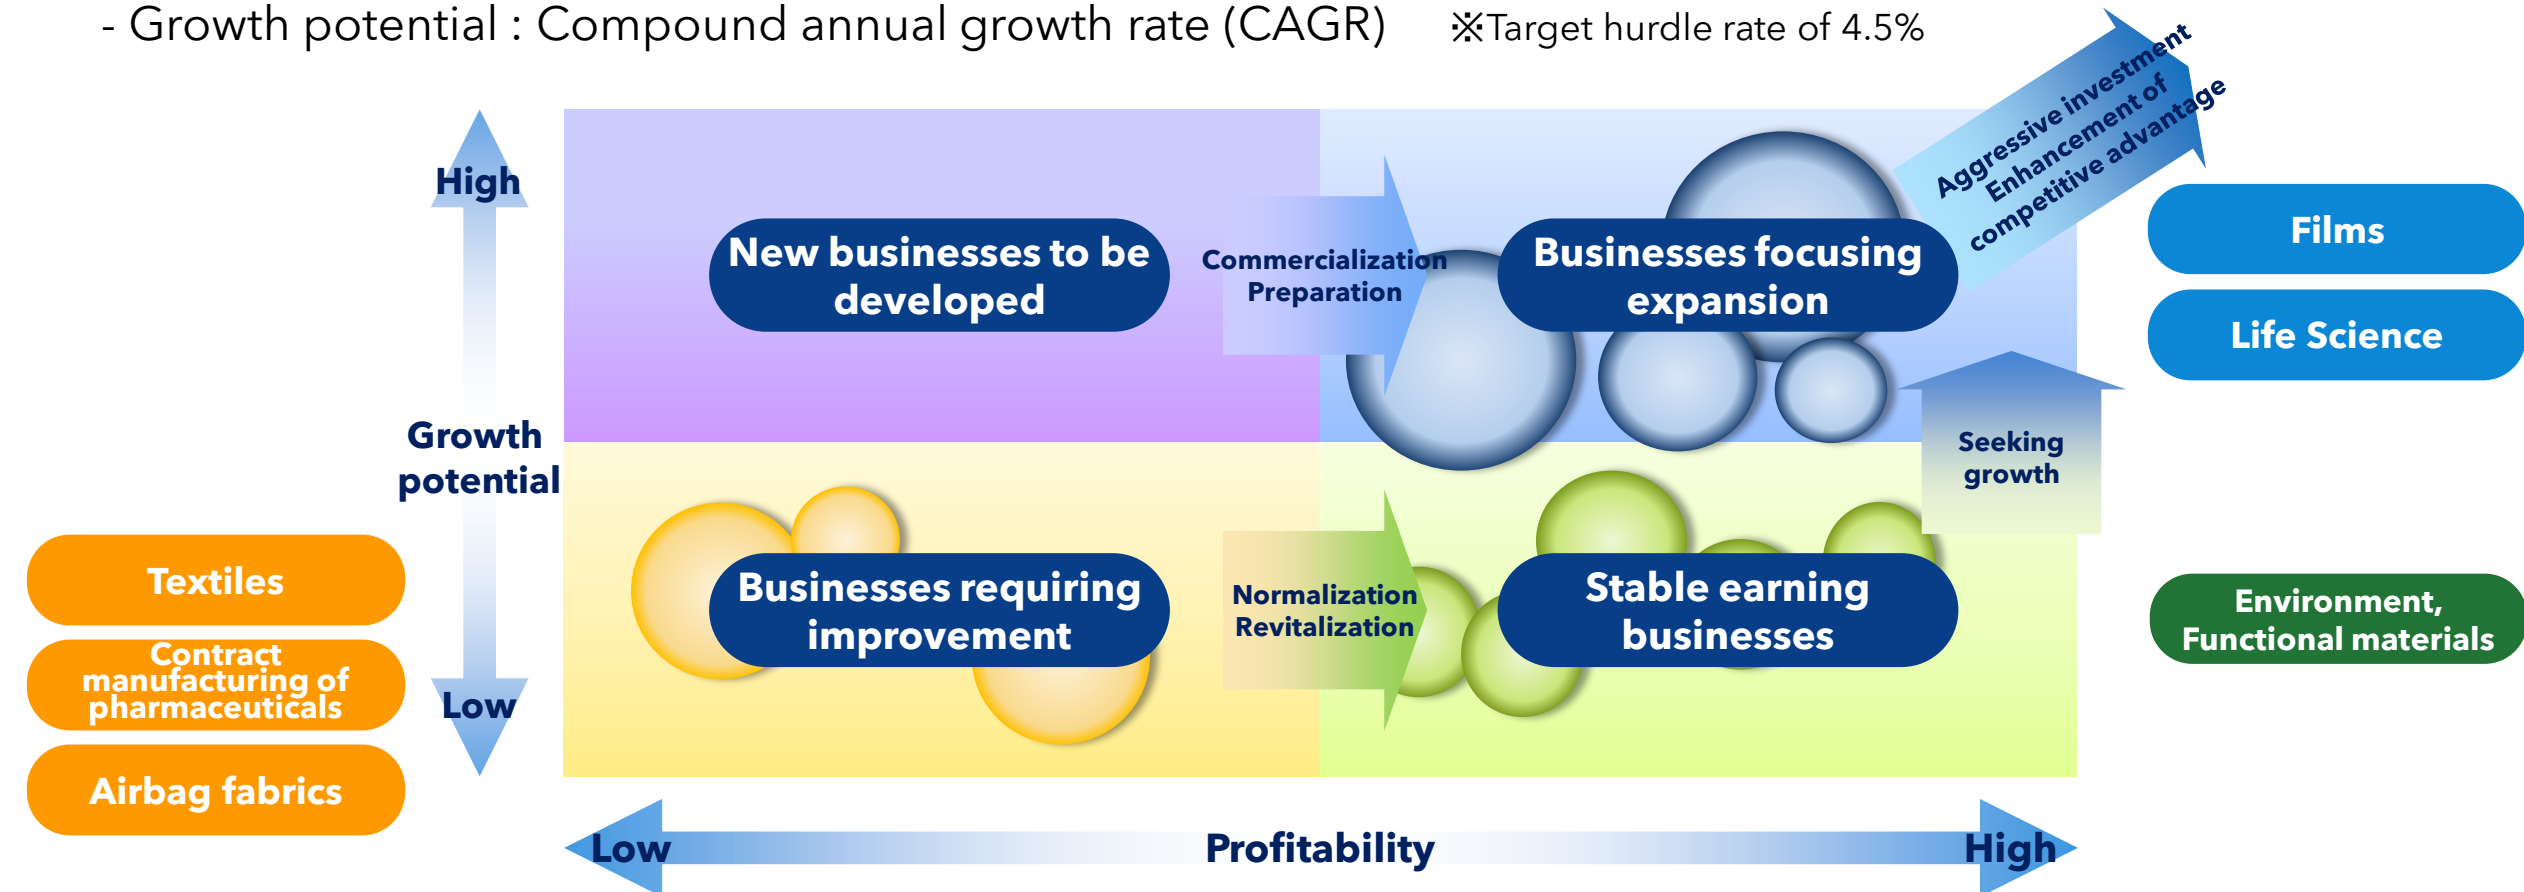 - Growth potential : Compound annual growth rate (CAGR) ※Target hurdle rate of 4.5%
Aggressive investment
Enhancement of
competitive advantage
High
New businesses to be
developed
Commercialization
Preparation
Businesses focusing
expansion
Films
Life Science
Growth
potential
Seeking
growth
Textiles
Contract
manufacturing of
pharmaceuticals
Airbag fabrics
Low
Businesses requiring
improvement
Normalization
Revitalization
Stable earning
businesses
Environment,
Functional materials
Low
Profitability
High